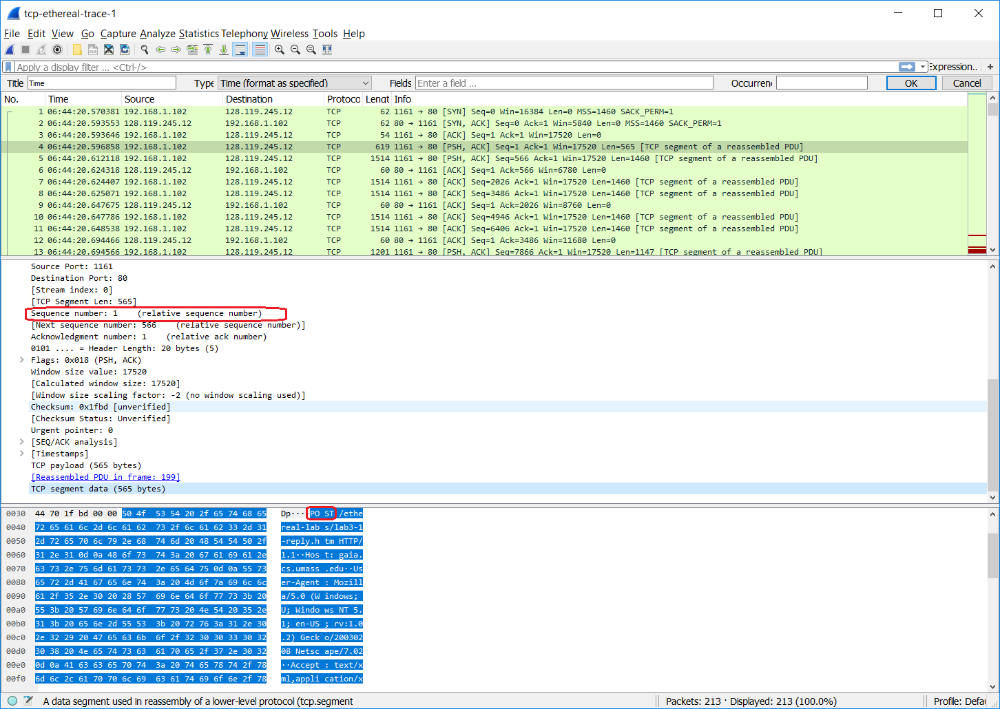 tcp-ethereal-trace-1
File Edit View Go Capture Analyze Statistics Telephony Wireless Tools Help
Apply a display filter ... <Ctrl-/> Expression.. +
Title Time Type Time (format as specified) Fields Enter a field ... Occurren OK Cancel
No. Time Source Destination Protoco Lengt Info
1 06:44:20.570381 192.168.1.102 128.119.245.12 TCP 62 1161 → 80 [SYN] Seq=0 Win=16384 Len=0 MSS=1460 SACK_PERM=1
2 06:44:20.593553 128.119.245.12 192.168.1.102 TCP 62 80 → 1161 [SYN, ACK] Seq=0 Ack=1 Win=5840 Len=0 MSS=1460 SACK_PERM=1
3 06:44:20.593646 192.168.1.102 128.119.245.12 TCP 54 1161 → 80 [ACK] Seq=1 Ack=1 Win=17520 Len=0
4 06:44:20.596858 192.168.1.102 128.119.245.12 TCP 619 1161 → 80 [PSH, ACK] Seq=1 Ack=1 Win=17520 Len=565 [TCP segment of a reassembled PDU]
5 06:44:20.612118 192.168.1.102 128.119.245.12 TCP 1514 1161 → 80 [PSH, ACK] Seq=566 Ack=1 Win=17520 Len=1460 [TCP segment of a reassembled PDU]
6 06:44:20.624318 128.119.245.12 192.168.1.102 TCP 60 80 → 1161 [ACK] Seq=1 Ack=566 Win=6780 Len=0
7 06:44:20.624407 192.168.1.102 128.119.245.12 TCP 1514 1161 → 80 [ACK] Seq=2026 Ack=1 Win=17520 Len=1460 [TCP segment of a reassembled PDU]
8 06:44:20.625071 192.168.1.102 128.119.245.12 TCP 1514 1161 → 80 [ACK] Seq=3486 Ack=1 Win=17520 Len=1460 [TCP segment of a reassembled PDU]
9 06:44:20.647675 128.119.245.12 192.168.1.102 TCP 60 80 → 1161 [ACK] Seq=1 Ack=2026 Win=8760 Len=0
10 06:44:20.647786 192.168.1.102 128.119.245.12 TCP 1514 1161 → 80 [ACK] Seq=4946 Ack=1 Win=17520 Len=1460 [TCP segment of a reassembled PDU]
11 06:44:20.648538 192.168.1.102 128.119.245.12 TCP 1514 1161 → 80 [ACK] Seq=6406 Ack=1 Win=17520 Len=1460 [TCP segment of a reassembled PDU]
12 06:44:20.694466 128.119.245.12 192.168.1.102 TCP 60 80 → 1161 [ACK] Seq=1 Ack=3486 Win=11680 Len=0
13 06:44:20.694566 192.168.1.102 128.119.245.12 TCP 1201 1161 → 80 [PSH, ACK] Seq=7866 Ack=1 Win=17520 Len=1147 [TCP segment of a reassembled PDU]
Source Port: 1161
Destination Port: 80
[Stream index: 0]
[TCP Segment Len: 565]
Sequence number: 1 (relative sequence number)
[Next sequence number: 566 (relative sequence number)]
Acknowledgment number: 1 (relative ack number)
0101 .... = Header Length: 20 bytes (5)
Flags: 0x018 (PSH, ACK)
Window size value: 17520
[Calculated window size: 17520]
[Window size scaling factor: -2 (no window scaling used)]
Checksum: 0x1fbd [unverified]
[Checksum Status: Unverified]
Urgent pointer: 0
[SEQ/ACK analysis]
[Timestamps]
TCP payload (565 bytes)
[Reassembled PDU in frame: 199]
TCP segment data (565 bytes)
0030 44 70 1f bd 00 00 50 4f 53 54 20 2f 65 74 68 65 Dp····PO ST /ethe
0040 72 65 61 6c 2d 6c 61 62 73 2f 6c 61 62 33 2d 31 real-lab s/lab3-1
0050 2d 72 65 70 6c 79 2e 68 74 6d 20 48 54 54 50 2f -reply.h tm HTTP/
0060 31 2e 31 0d 0a 48 6f 73 74 3a 20 67 61 69 61 2e 1.1··Hos t: gaia.
0070 63 73 2e 75 6d 61 73 73 2e 65 64 75 0d 0a 55 73 cs.umass .edu··Us
0080 65 72 2d 41 67 65 6e 74 3a 20 4d 6f 7a 69 6c 6c er-Agent : Mozill
0090 61 2f 35 2e 30 20 28 57 69 6e 64 6f 77 73 3b 20 a/5.0 (W indows;
00a0 55 3b 20 57 69 6e 64 6f 77 73 20 4e 54 20 35 2e U; Windo ws NT 5.
00b0 31 3b 20 65 6e 2d 55 53 3b 20 72 76 3a 31 2e 30 1; en-US ; rv:1.0
00c0 2e 32 29 20 47 65 63 6b 6f 2f 32 30 30 33 30 32 .2) Geck o/200302
00d0 30 38 20 4e 65 74 73 63 61 70 65 2f 37 2e 30 32 08 Netsc ape/7.02
00e0 0d 0a 41 63 63 65 70 74 3a 20 74 65 78 74 2f 78 ··Accept : text/x
00f0 6d 6c 2c 61 70 70 6c 69 63 61 74 69 6f 6e 2f 78 ml,appli cation/x
A data segment used in reassembly of a lower-level protocol (tcp.segment Packets: 213 · Displayed: 213 (100.0%) Profile: Defau